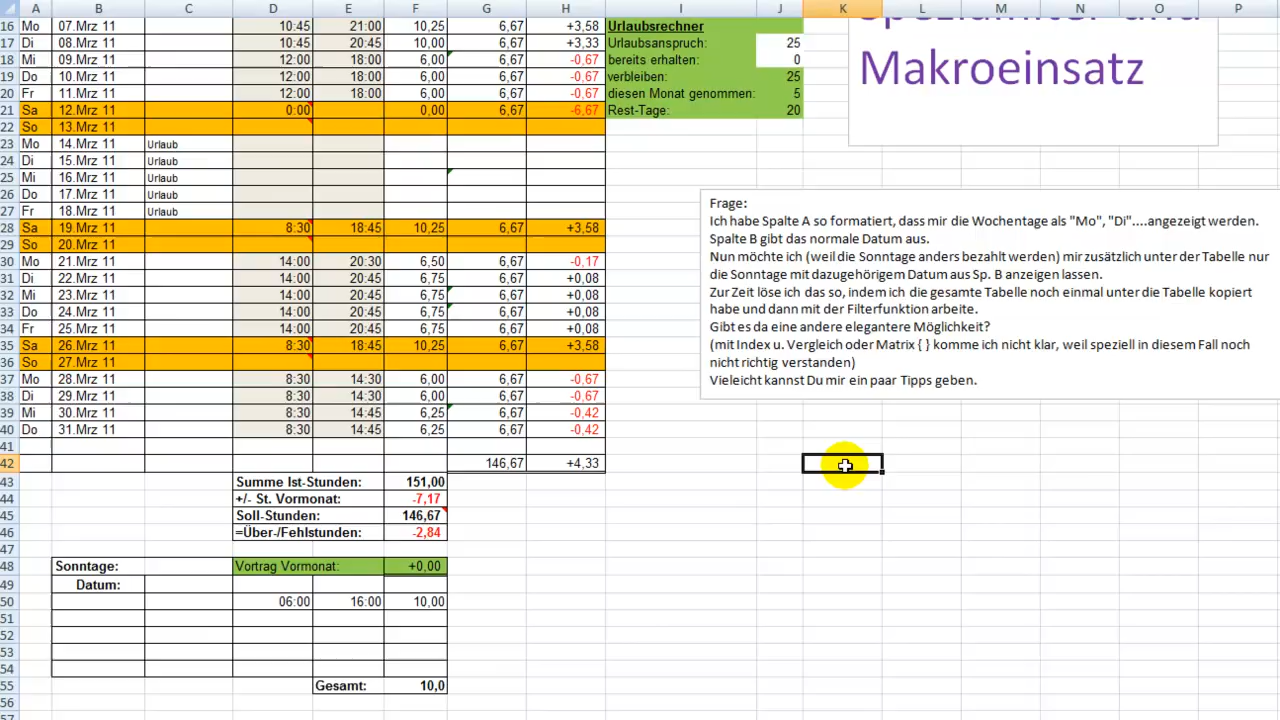 A B C D E F G H I J K L M N O P
16 Mo 07.Mrz 11 10:45 21:00 10,25 6,67 +3,58 Urlaubsrechner
17 Di 08.Mrz 11 10:45 20:45 10,00 6,67 +3,33 Urlaubsanspruch: 25
18 Mi 09.Mrz 11 12:00 18:00 6,00 6,67 -0,67 bereits erhalten: 0
19 Do 10.Mrz 11 12:00 18:00 6,00 6,67 -0,67 verbleiben: 25
20 Fr 11.Mrz 11 12:00 18:00 6,00 6,67 -0,67 diesen Monat genommen: 5
21 Sa 12.Mrz 11 0:00 0,00 6,67 -6,67 Rest-Tage: 20
Spezialfilter und
Makroeinsatz
22 So 13.Mrz 11
23 Mo 14.Mrz 11 Urlaub
24 Di 15.Mrz 11 Urlaub
25 Mi 16.Mrz 11 Urlaub
26 Do 17.Mrz 11 Urlaub
27 Fr 18.Mrz 11 Urlaub
28 Sa 19.Mrz 11 8:30 18:45 10,25 6,67 +3,58
29 So 20.Mrz 11
30 Mo 21.Mrz 11 14:00 20:30 6,50 6,67 -0,17
31 Di 22.Mrz 11 14:00 20:45 6,75 6,67 +0,08
32 Mi 23.Mrz 11 14:00 20:45 6,75 6,67 +0,08
33 Do 24.Mrz 11 14:00 20:45 6,75 6,67 +0,08
34 Fr 25.Mrz 11 14:00 20:45 6,75 6,67 +0,08
35 Sa 26.Mrz 11 8:30 18:45 10,25 6,67 +3,58
36 So 27.Mrz 11
37 Mo 28.Mrz 11 8:30 14:30 6,00 6,67 -0,67
38 Di 29.Mrz 11 8:30 14:30 6,00 6,67 -0,67
39 Mi 30.Mrz 11 8:30 14:45 6,25 6,67 -0,42
40 Do 31.Mrz 11 8:30 14:45 6,25 6,67 -0,42
Frage:
Ich habe Spalte A so formatiert, dass mir die Wochentage als "Mo", "Di"....angezeigt werden.
Spalte B gibt das normale Datum aus.
Nun möchte ich (weil die Sonntage anders bezahlt werden) mir zusätzlich unter der Tabelle nur
die Sonntage mit dazugehörigem Datum aus Sp. B anzeigen lassen.
Zur Zeit löse ich das so, indem ich die gesamte Tabelle noch einmal unter die Tabelle kopiert
habe und dann mit der Filterfunktion arbeite.
Gibt es da eine andere elegantere Möglichkeit?
(mit Index u. Vergleich oder Matrix { } komme ich nicht klar, weil speziell in diesem Fall noch
nicht richtig verstanden)
Vieleicht kannst Du mir ein paar Tipps geben.
41
42 146,67 +4,33
43 Summe Ist-Stunden: 151,00
44 +/- St. Vormonat: -7,17
45 Soll-Stunden: 146,67
46 =Über-/Fehlstunden: -2,84
47
48 Sonntage: Vortrag Vormonat: +0,00
49 Datum:
50 06:00 16:00 10,00
51
52
53
54
55 Gesamt: 10,0
56
57